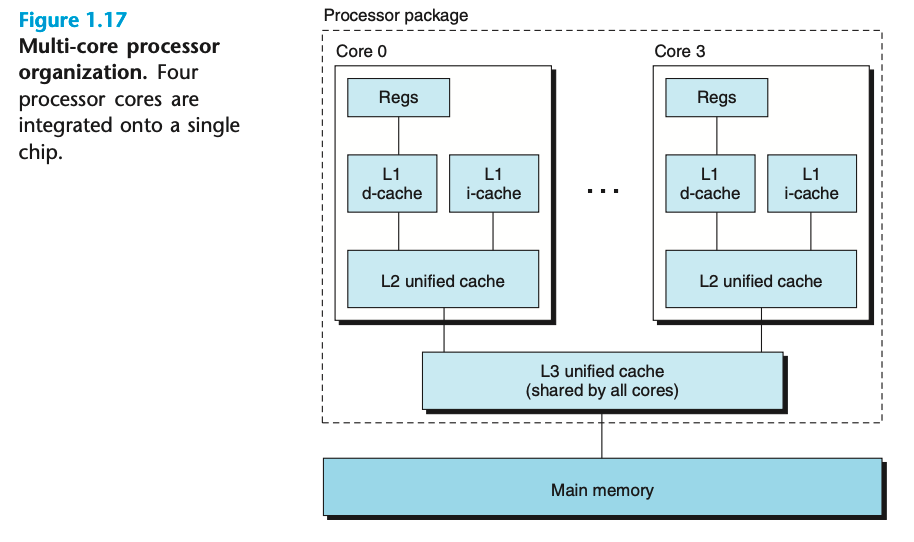 Figure 1.17
Multi-core processor
organization. Four
processor cores are
integrated onto a single
chip.
Processor package
Core 0
Core 3
Regs
Regs
L1
d-cache
L1
i-cache
. . .
L1
d-cache
L1
i-cache
L2 unified cache
L2 unified cache
L3 unified cache
(shared by all cores)
Main memory